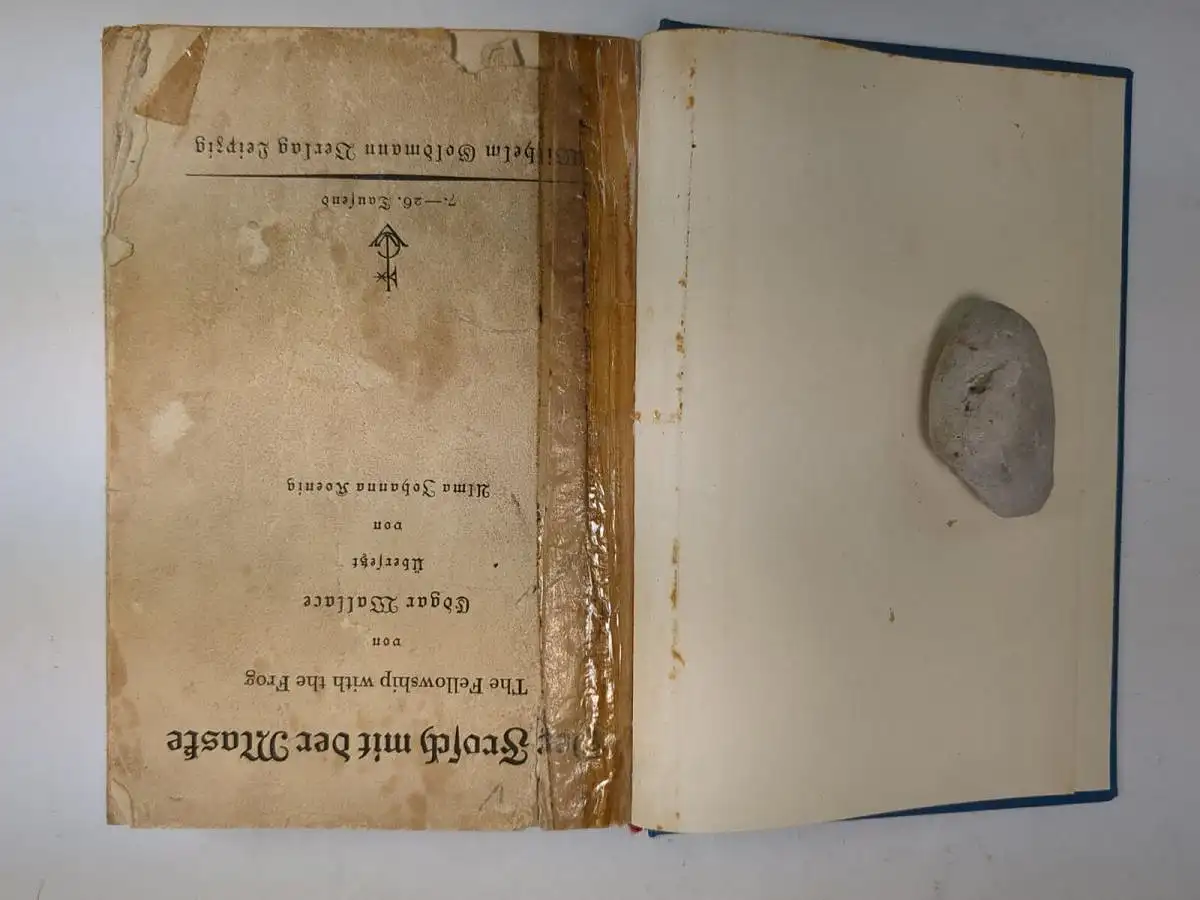 Der Frosch mit der Maske
The Fellowship with the Frog
von
Edgar Wallace
Übersetzt
von
Alma Johanna Koenig
7.—26. Tausend
Wilhelm Goldmann Verlag Leipzig